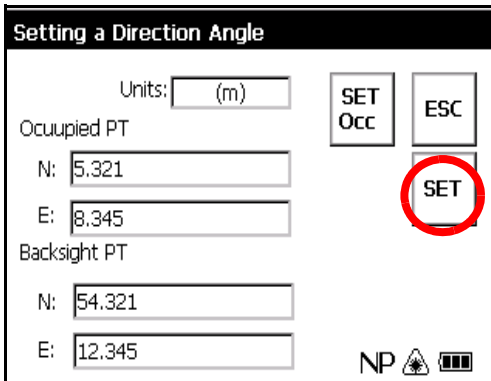 Setting a Direction Angle
Units: (m)
SET Occ
ESC
Ocuupied PT
N: 5.321
SET
E: 8.345
Backsight PT
N: 54.321
E: 12.345
NP